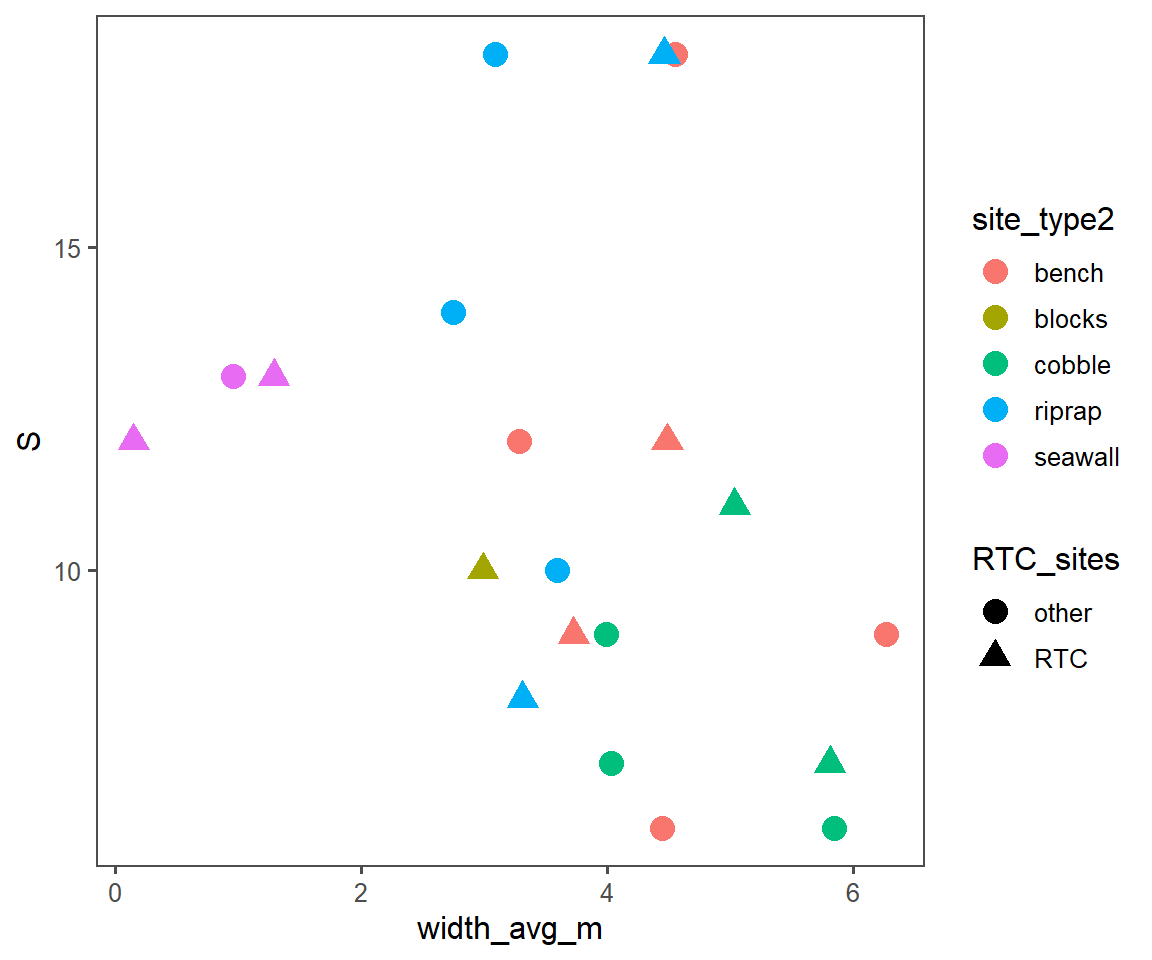 S
15
10
0 2 4 6
width_avg_m
site_type2
bench
blocks
cobble
riprap
seawall
RTC_sites
other
RTC